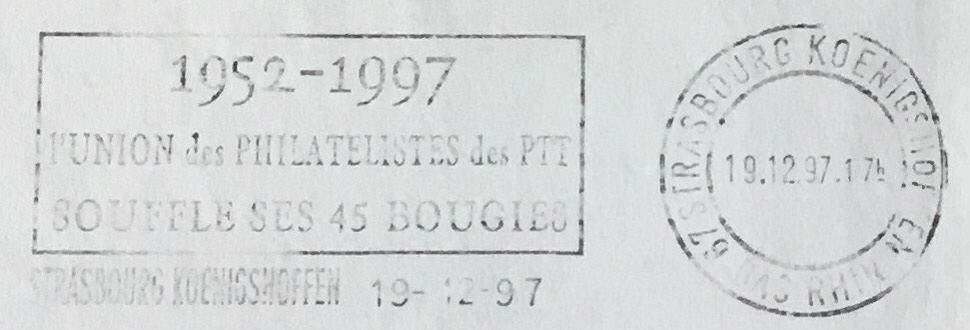 1952-1997
l'UNION des PHILATELISTES des PTT
SOUFFLE SES 45 BOUGIES
STRASBOURG KOENIGSHOFFEN 19-12-97
67 STRASBOURG KOENIGSHOFFEN
19.12.97.17h
BAS RHIN